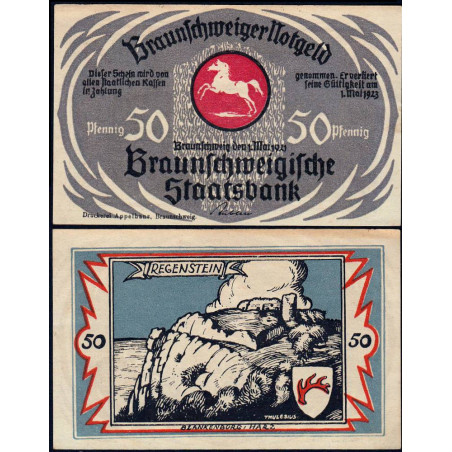 Braunschweiger Notgeld
Dieser Schein wird von
allen staatlichen Kassen
in Zahlung
genommen. Er verliert
seine Gültigkeit am
1. Mai 1923
Pfennig 50
50 Pfennig
Braunschweig den 1. Mai 1921
Braunschweigische
Staatsbank
Druckerei Appelhans, Braunschweig.
REGENSTEIN
50
50
THULESIUS
BLANKENBURG-HARZ